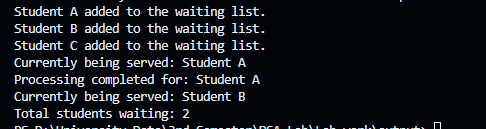 Student A added to the waiting list.
Student B added to the waiting list.
Student C added to the waiting list.
Currently being served: Student A
Processing completed for: Student A
Currently being served: Student B
Total students waiting: 2